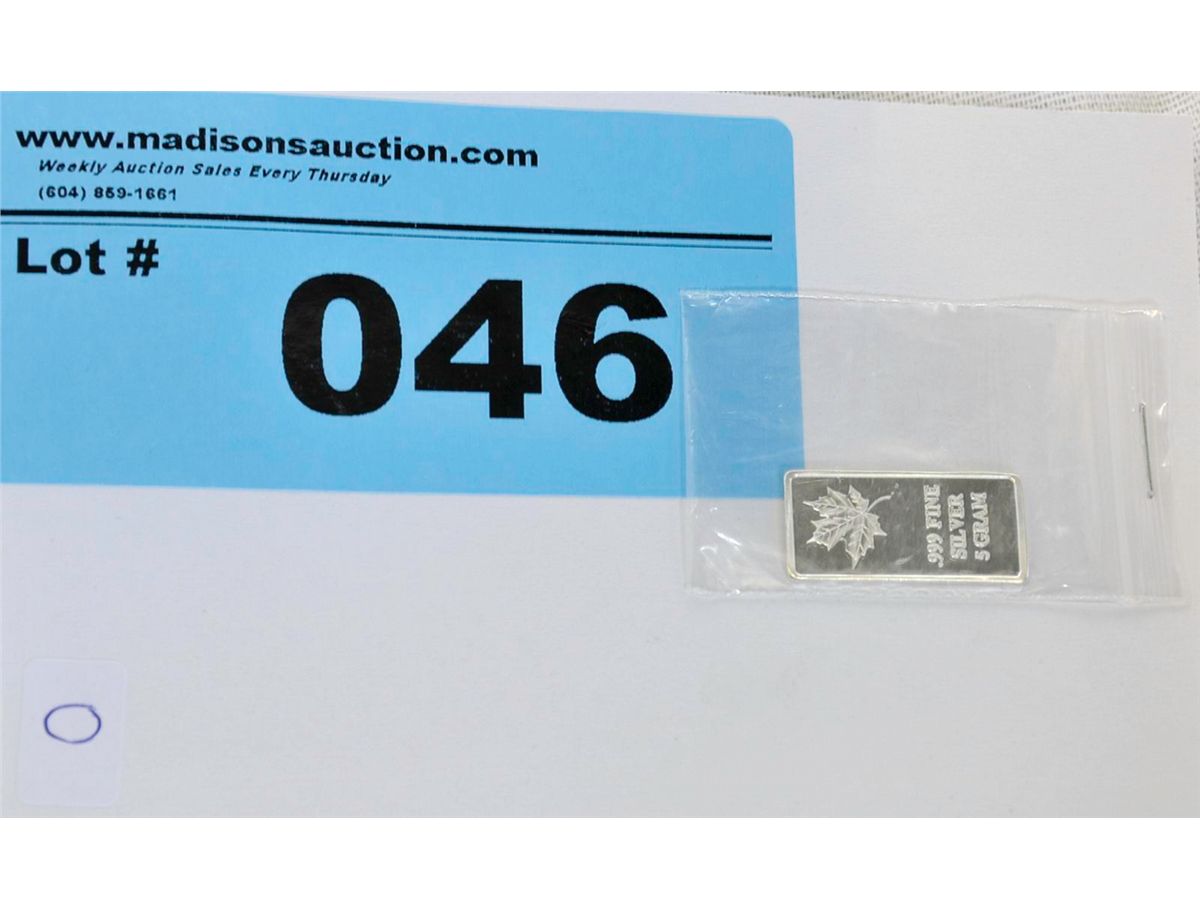 www.madisonsauction.com
Weekly Auction Sales Every Thursday
(604) 859-1661
Lot # 046
.999 FINE
SILVER
5 GRAM
O